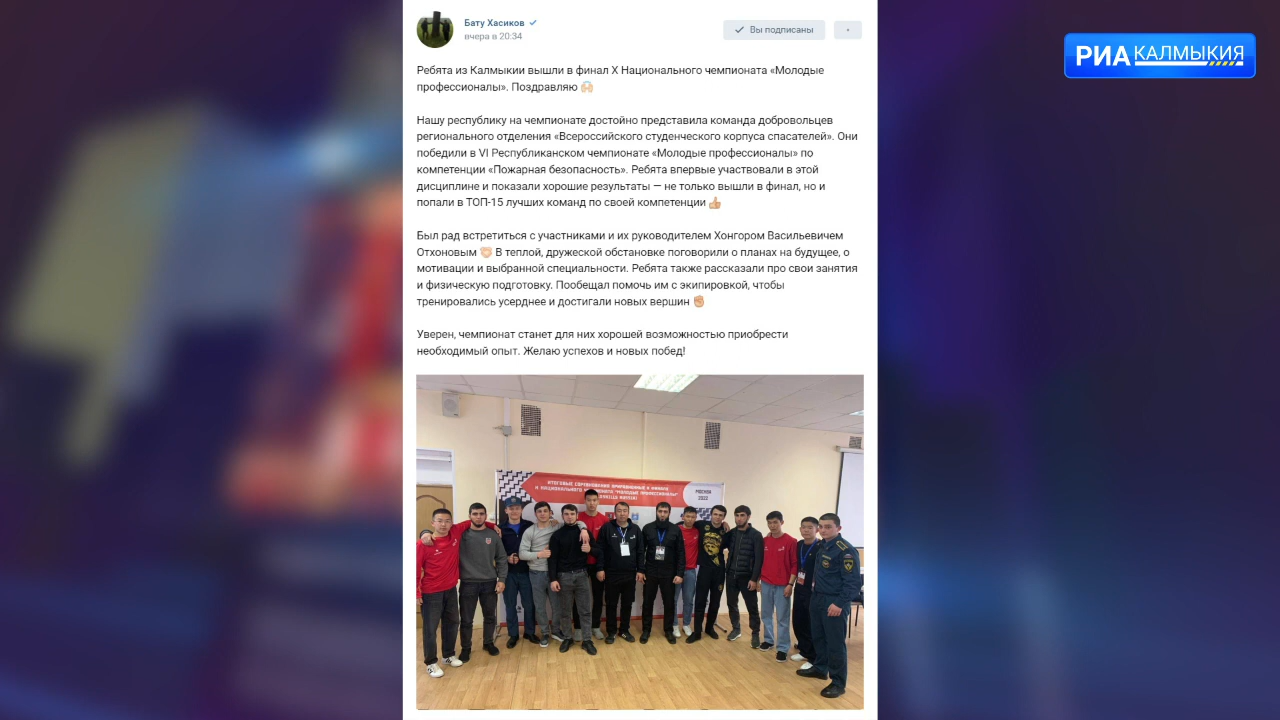 Бату Хасиков
вчера в 20:34
Вы подписаны
РИА КАЛМЫКИЯ
Ребята из Калмыкии вышли в финал X Национального чемпионата «Молодые
профессионалы». Поздравляю 🙌🏻
Нашу республику на чемпионате достойно представила команда добровольцев
регионального отделения «Всероссийского студенческого корпуса спасателей». Они
победили в VI Республиканском чемпионате «Молодые профессионалы» по
компетенции «Пожарная безопасность». Ребята впервые участвовали в этой
дисциплине и показали хорошие результаты — не только вышли в финал, но и
попали в ТОП-15 лучших команд по своей компетенции 👍🏼
Был рад встретиться с участниками и их руководителем Хонгором Васильевичем
Отхоновым 🤝🏻 В теплой, дружеской обстановке поговорили о планах на будущее, о
мотивации и выбранной специальности. Ребята также рассказали про свои занятия
и физическую подготовку. Пообещал помочь им с экипировкой, чтобы
тренировались усерднее и достигали новых вершин ✊🏼
Уверен, чемпионат станет для них хорошей возможностью приобрести
необходимый опыт. Желаю успехов и новых побед!
МОСКВА
2022